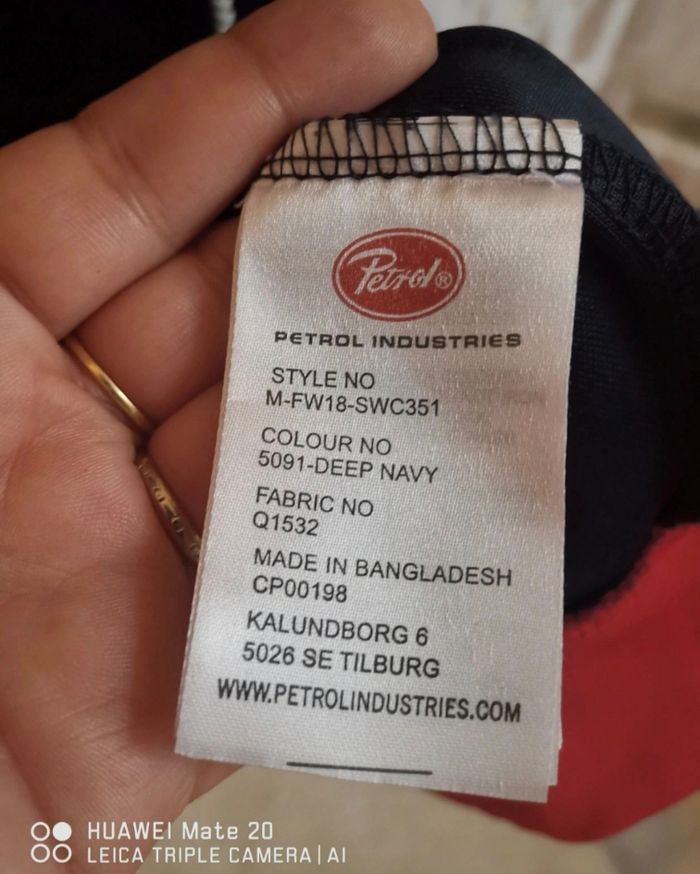 Petrol®
PETROL INDUSTRIES
STYLE NO
M-FW18-SWC351
COLOUR NO
5091-DEEP NAVY
FABRIC NO
Q1532
MADE IN BANGLADESH
CP00198
KALUNDBORG 6
5026 SE TILBURG
WWW.PETROLINDUSTRIES.COM
HUAWEI Mate 20
LEICA TRIPLE CAMERA | AI